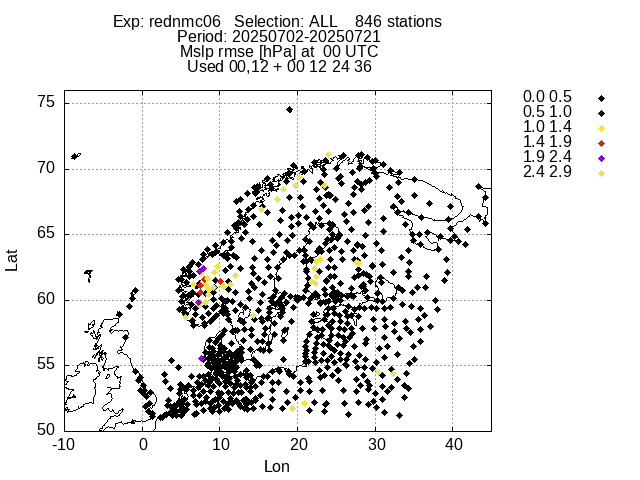 Exp: rednmc06   Selection: ALL    846 stations
Period: 20250702-20250721
Mslp rmse [hPa] at  00 UTC
Used 00,12 + 00 12 24 36
75
70
65
60
55
50
Lat
-10 0 10 20 30 40
Lon
0.0 0.5
0.5 1.0
1.0 1.4
1.4 1.9
1.9 2.4
2.4 2.9